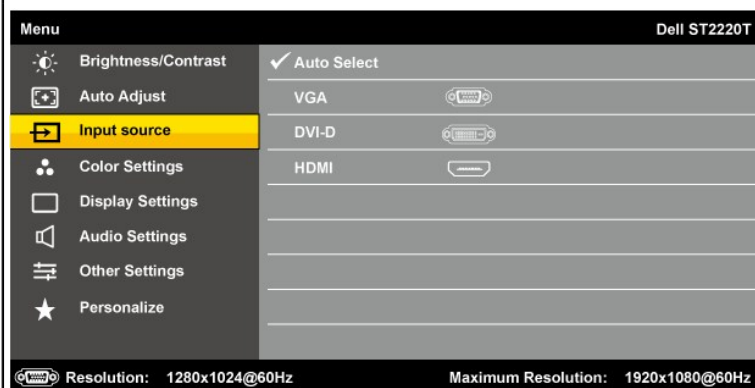 Menu Dell ST2220T
Brightness/Contrast
Auto Adjust
Input source
Color Settings
Display Settings
Audio Settings
Other Settings
Personalize
Auto Select
VGA
DVI-D
HDMI
Resolution: 1280x1024@60Hz Maximum Resolution: 1920x1080@60Hz